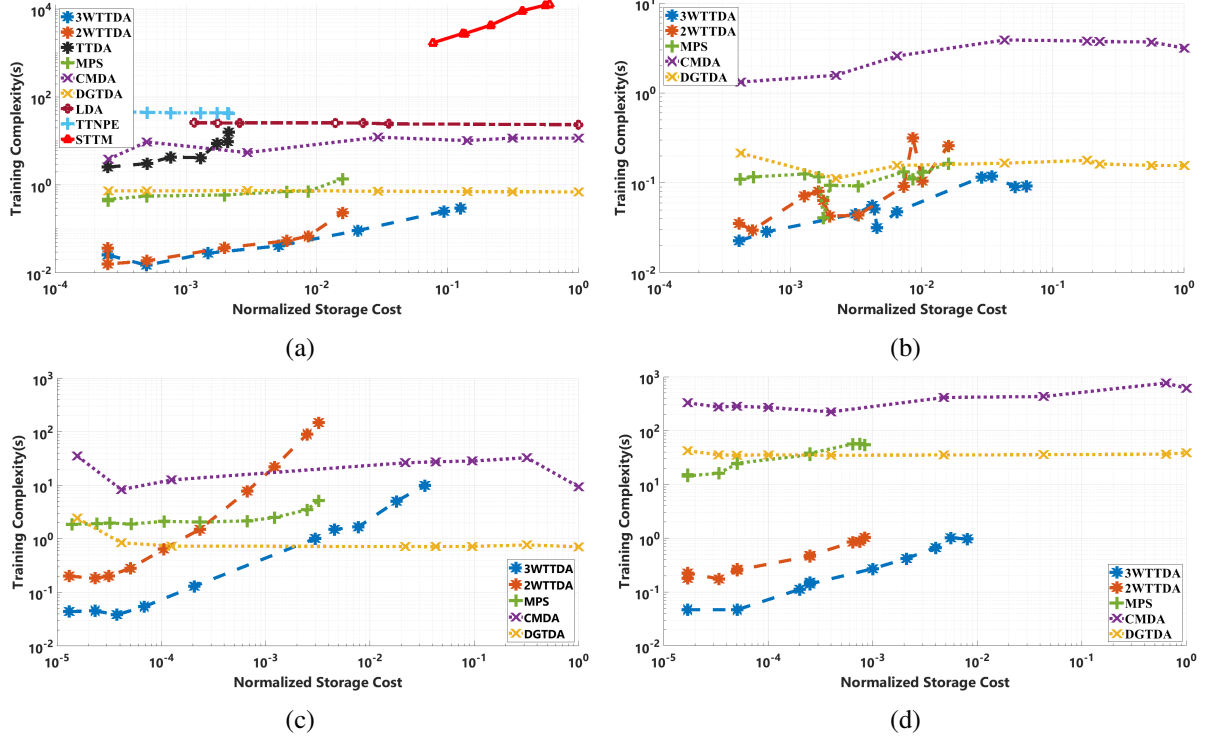 10^4
10^2
10^0
10^-2
Training Complexity(s)
3WTTDA
2WTTDA
TTDA
MPS
CMDA
DGTDA
LDA
TTNPE
STTM
10^-4 10^-3 10^-2 10^-1 10^0
Normalized Storage Cost
(a)
10^1
10^0
10^-1
10^-2
Training Complexity(s)
3WTTDA
2WTTDA
MPS
CMDA
DGTDA
10^-4 10^-3 10^-2 10^-1 10^0
Normalized Storage Cost
(b)
10^3
10^2
10^1
10^0
10^-1
10^-2
Training Complexity(s)
3WTTDA
2WTTDA
MPS
CMDA
DGTDA
10^-5 10^-4 10^-3 10^-2 10^-1 10^0
Normalized Storage Cost
(c)
10^3
10^2
10^1
10^0
10^-1
10^-2
Training Complexity(s)
3WTTDA
2WTTDA
MPS
CMDA
DGTDA
10^-5 10^-4 10^-3 10^-2 10^-1 10^0
Normalized Storage Cost
(d)